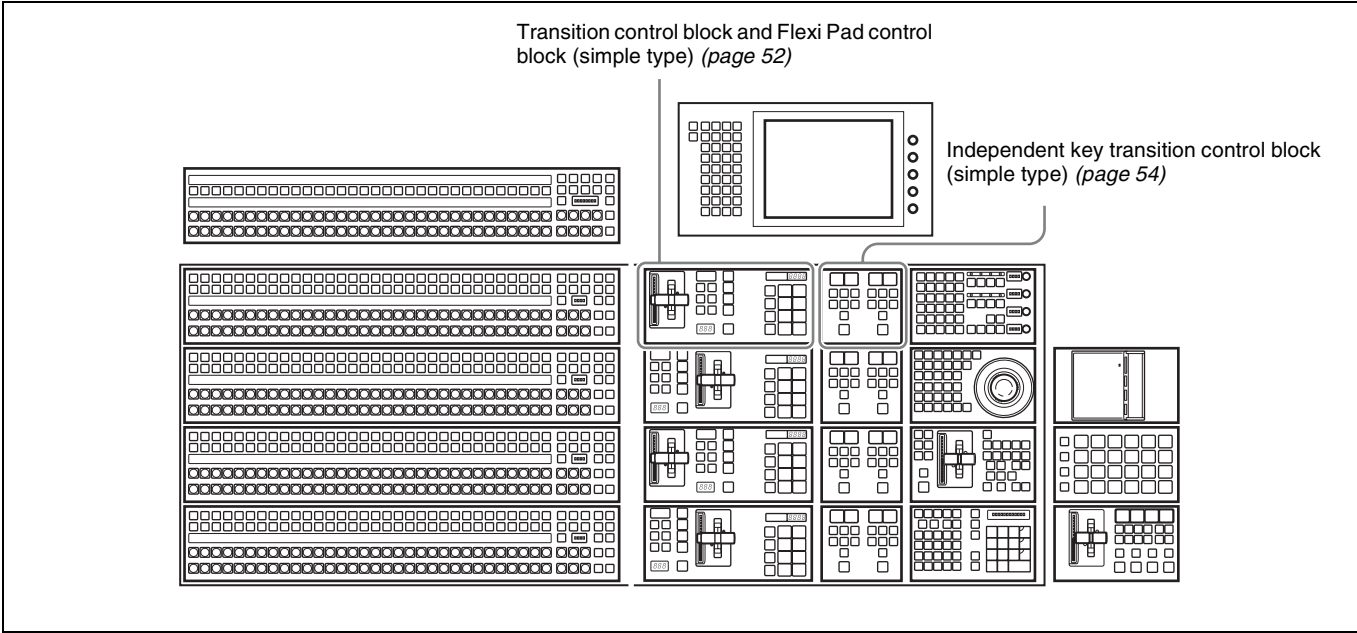 Transition control block and Flexi Pad control
block (simple type) (page 52)
Independent key transition control block
(simple type) (page 54)